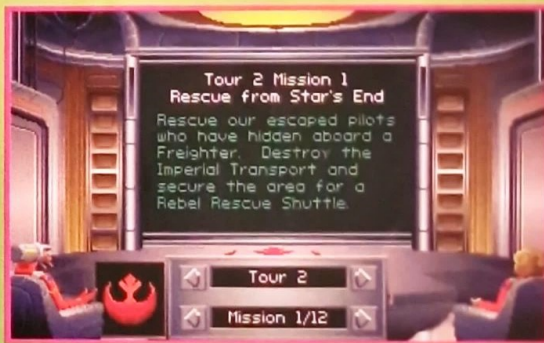 Tour 2 Mission 1
Rescue from Star's End
Rescue our escaped pilots
who have hidden aboard a
Freighter. Destroy the
Imperial Transport and
secure the area for a
Rebel Rescue Shuttle.
Tour 2
Mission 1/12